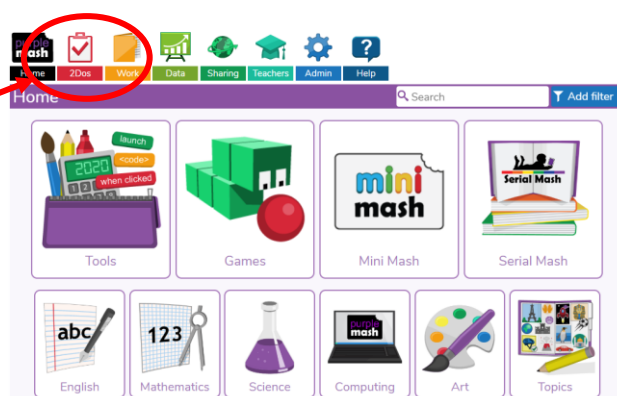 purple
mash
Home 2Dos Work Data Sharing Teachers Admin Help
Home Search Add filter
launch
2020
<code>
when clicked
mini
mash
Serial Mash
Tools Games Mini Mash Serial Mash
abc
123
purple
mash
English Mathematics Science Computing Art Topics